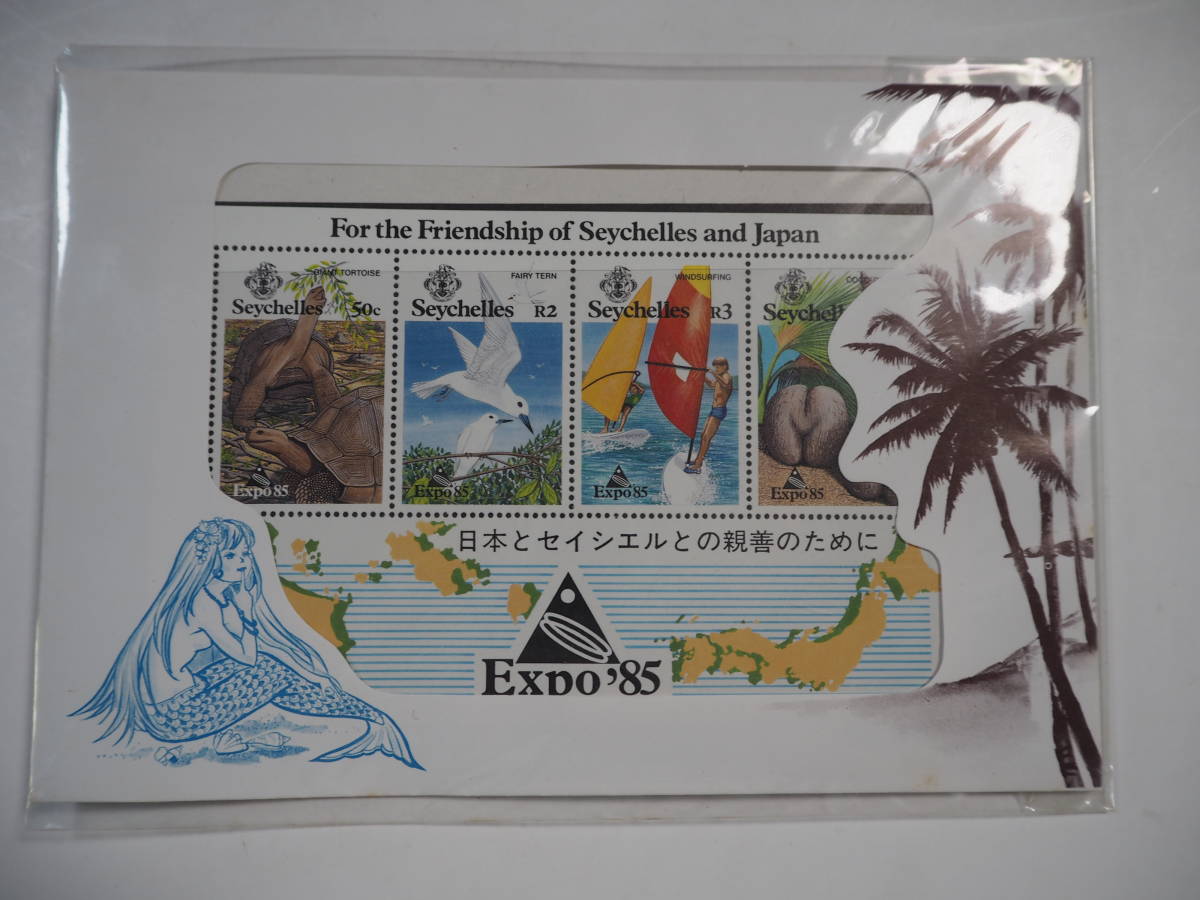 For the Friendship of Seychelles and Japan
GIANT TORTOISE
Seychelles 50c
Expo '85
FAIRY TERN
Seychelles R2
Expo '85
WINDSURFING
Seychelles R3
Expo '85
Expo '85
日本とセイシエルとの親善のために
Expo '85